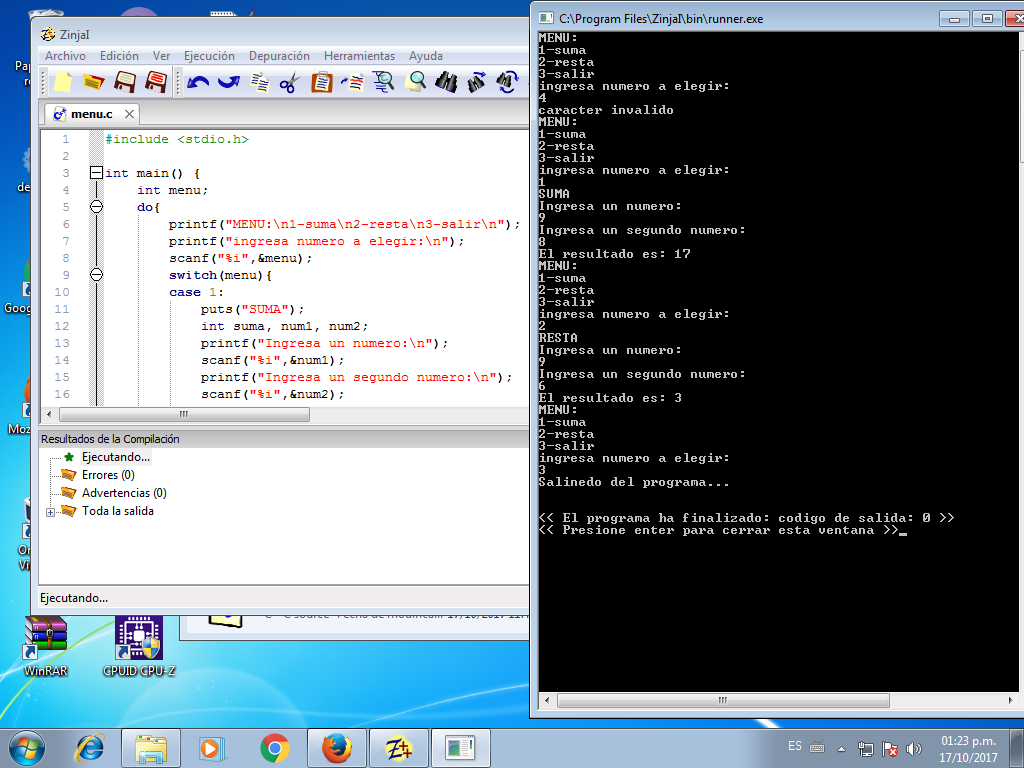 ZinjaI
Archivo Edición Ver Ejecución Depuración Herramientas Ayuda
menu.c
1 #include <stdio.h>
2
3 int main() {
4 int menu;
5 do{
6 printf("MENU:\n1-suma\n2-resta\n3-salir\n");
7 printf("ingresa numero a elegir:\n");
8 scanf("%i",&menu);
9 switch(menu){
10 case 1:
11 puts("SUMA");
12 int suma, num1, num2;
13 printf("Ingresa un numero:\n");
14 scanf("%i",&num1);
15 printf("Ingresa un segundo numero:\n");
16 scanf("%i",&num2);
Resultados de la Compilación
Ejecutando...
Errores (0)
Advertencias (0)
Toda la salida
Ejecutando...
C:\Program Files\ZinjaI\bin\runner.exe
MENU:
1-suma
2-resta
3-salir
ingresa numero a elegir:
4
caracter invalido
MENU:
1-suma
2-resta
3-salir
ingresa numero a elegir:
1
SUMA
Ingresa un numero:
9
Ingresa un segundo numero:
8
El resultado es: 17
MENU:
1-suma
2-resta
3-salir
ingresa numero a elegir:
2
RESTA
Ingresa un numero:
9
Ingresa un segundo numero:
6
El resultado es: 3
MENU:
1-suma
2-resta
3-salir
ingresa numero a elegir:
3
Salinedo del programa...
<< El programa ha finalizado: codigo de salida: 0 >>
<< Presione enter para cerrar esta ventana >>_
WinRAR
CPUID CPU-Z
ES
01:23 p.m.
17/10/2017